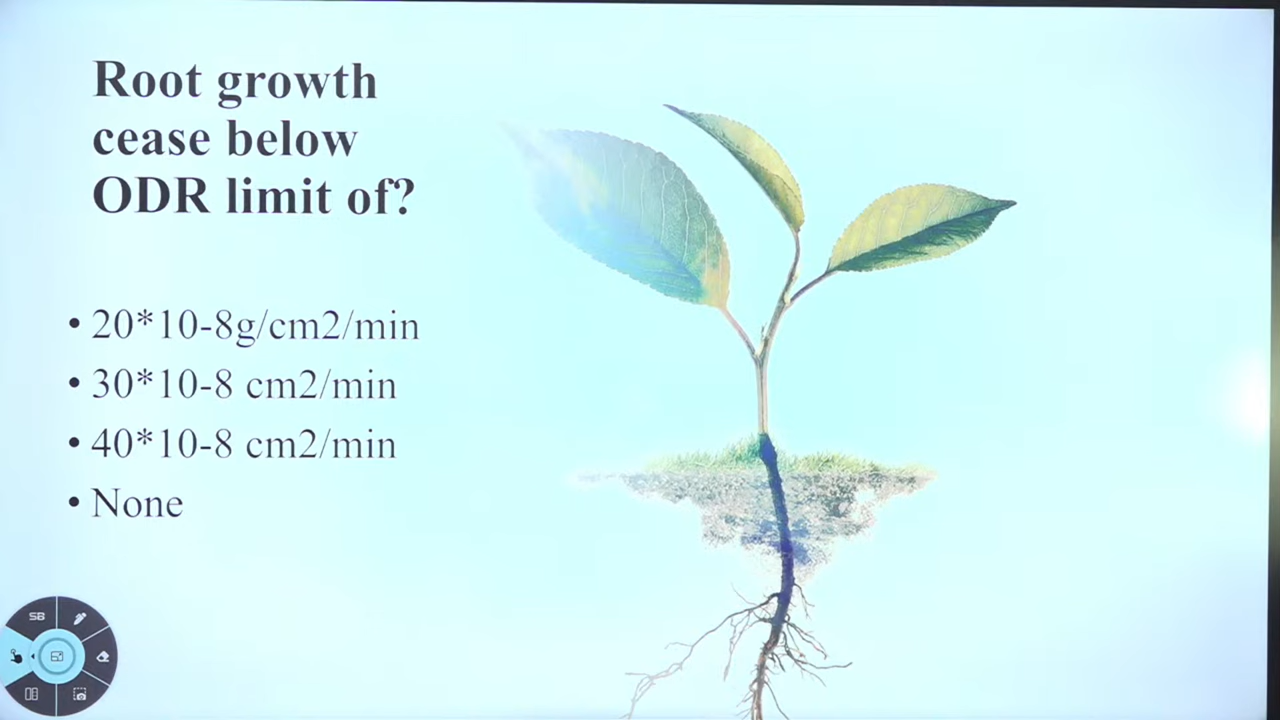 Root growth
cease below
ODR limit of?
• 20*10-8g/cm2/min
• 30*10-8 cm2/min
• 40*10-8 cm2/min
• None
SB